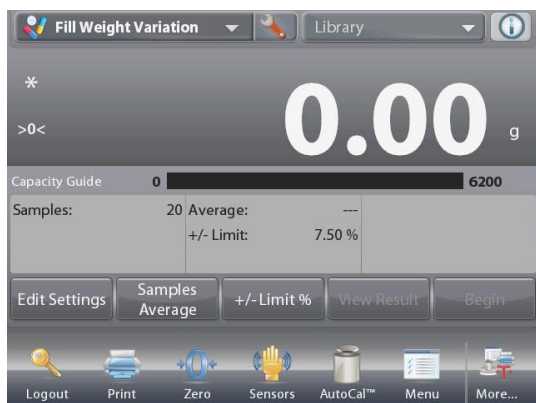 Fill Weight Variation
Library
*
>0<
0.00 g
Capacity Guide 0 6200
Samples: 20 Average: ---
+/- Limit: 7.50 %
Edit Settings
Samples Average
+/- Limit %
View Result
Begin
Logout Print Zero Sensors AutoCal™ Menu More...